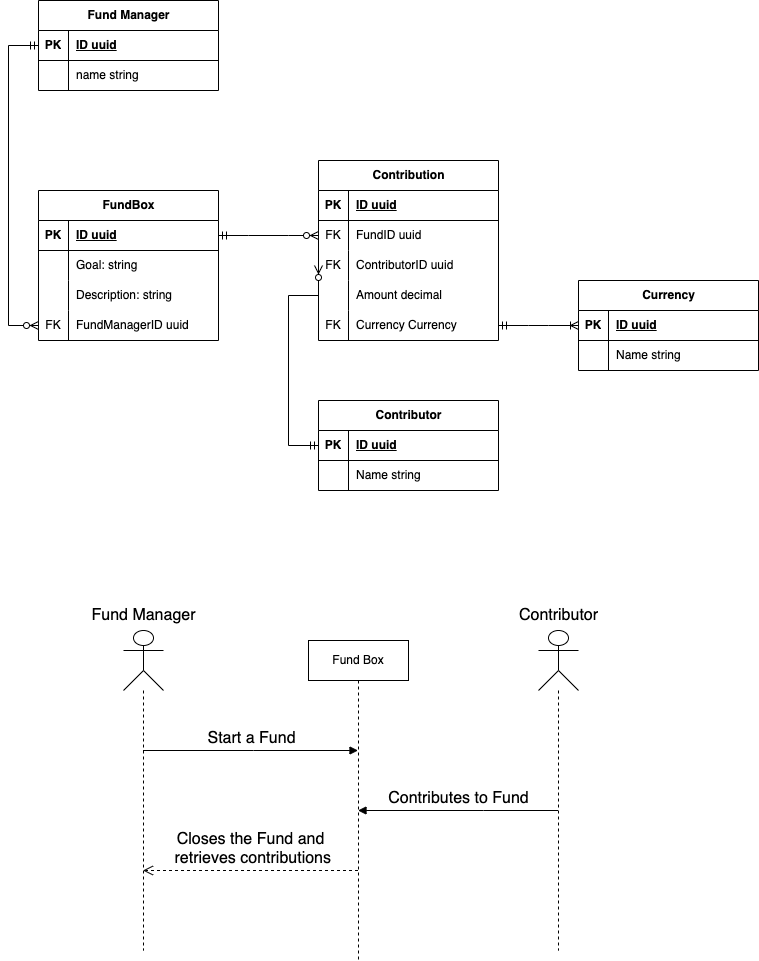 Fund Manager
PK ID uuid
name string
FundBox
PK ID uuid
Goal: string
Description: string
FK FundManagerID uuid
Contribution
PK ID uuid
FK FundID uuid
FK ContributorID uuid
Amount decimal
FK Currency Currency
Currency
PK ID uuid
Name string
Contributor
PK ID uuid
Name string
Fund Manager
Fund Box
Contributor
Start a Fund
Contributes to Fund
Closes the Fund and
retrieves contributions